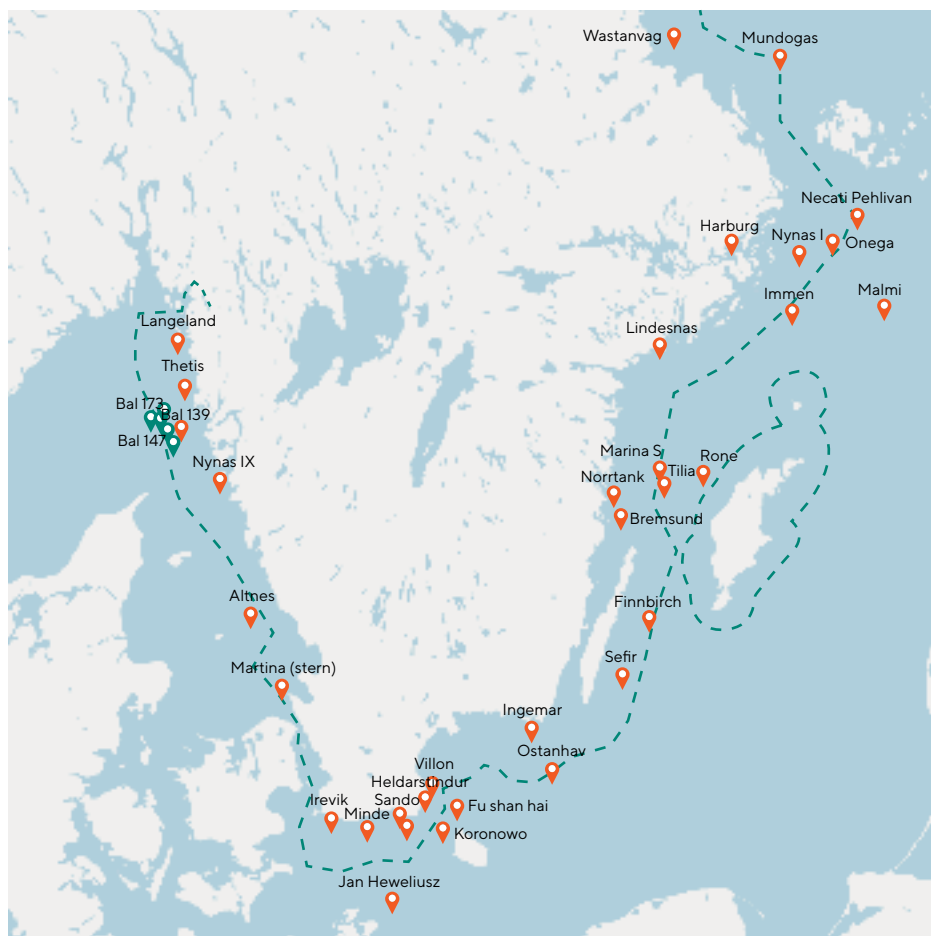 Wastanvag
Mundogas
Necati Pehlivan
Harburg
Nynas I
Onega
Immen
Malmi
Langeland
Lindesnas
Thetis
Bal 173
Bal 139
Bal 147
Nynas IX
Marina S
Rone
Tilia
Norrtank
Bremsund
Altnes
Finnbirch
Martina (stern)
Sefir
Ingemar
Ostanhav
Villon
Heldarstindur
Irevik
Sando
Minde
Fu shan hai
Koronowo
Jan Heweliusz